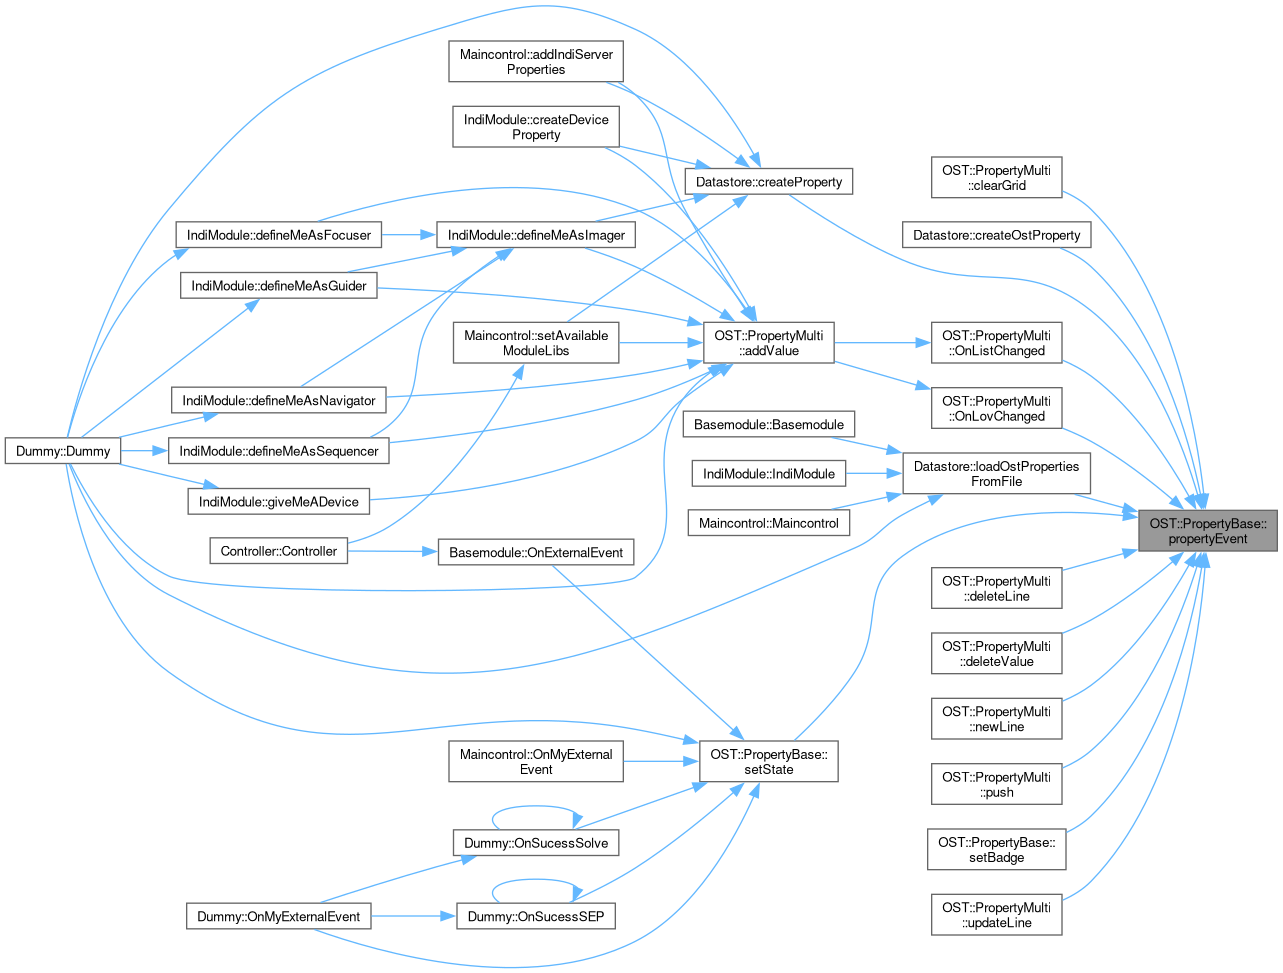 Maincontrol::addIndiServer
Properties
IndiModule::createDevice
Property
Datastore::createProperty
OST::PropertyMulti
::clearGrid
Datastore::createOstProperty
IndiModule::defineMeAsFocuser
IndiModule::defineMeAsImager
IndiModule::defineMeAsGuider
Maincontrol::setAvailable
ModuleLibs
OST::PropertyMulti
::addValue
OST::PropertyMulti
::OnListChanged
IndiModule::defineMeAsNavigator
OST::PropertyMulti
::OnLovChanged
Basemodule::Basemodule
Dummy::Dummy
IndiModule::defineMeAsSequencer
IndiModule::IndiModule
Datastore::loadOstProperties
FromFile
IndiModule::giveMeADevice
Maincontrol::Maincontrol
OST::PropertyBase::
propertyEvent
Controller::Controller
Basemodule::OnExternalEvent
OST::PropertyMulti
::deleteLine
OST::PropertyMulti
::deleteValue
OST::PropertyMulti
::newLine
Maincontrol::OnMyExternal
Event
OST::PropertyBase::
setState
OST::PropertyMulti
::push
Dummy::OnSucessSolve
OST::PropertyBase::
setBadge
Dummy::OnMyExternalEvent
Dummy::OnSucessSEP
OST::PropertyMulti
::updateLine